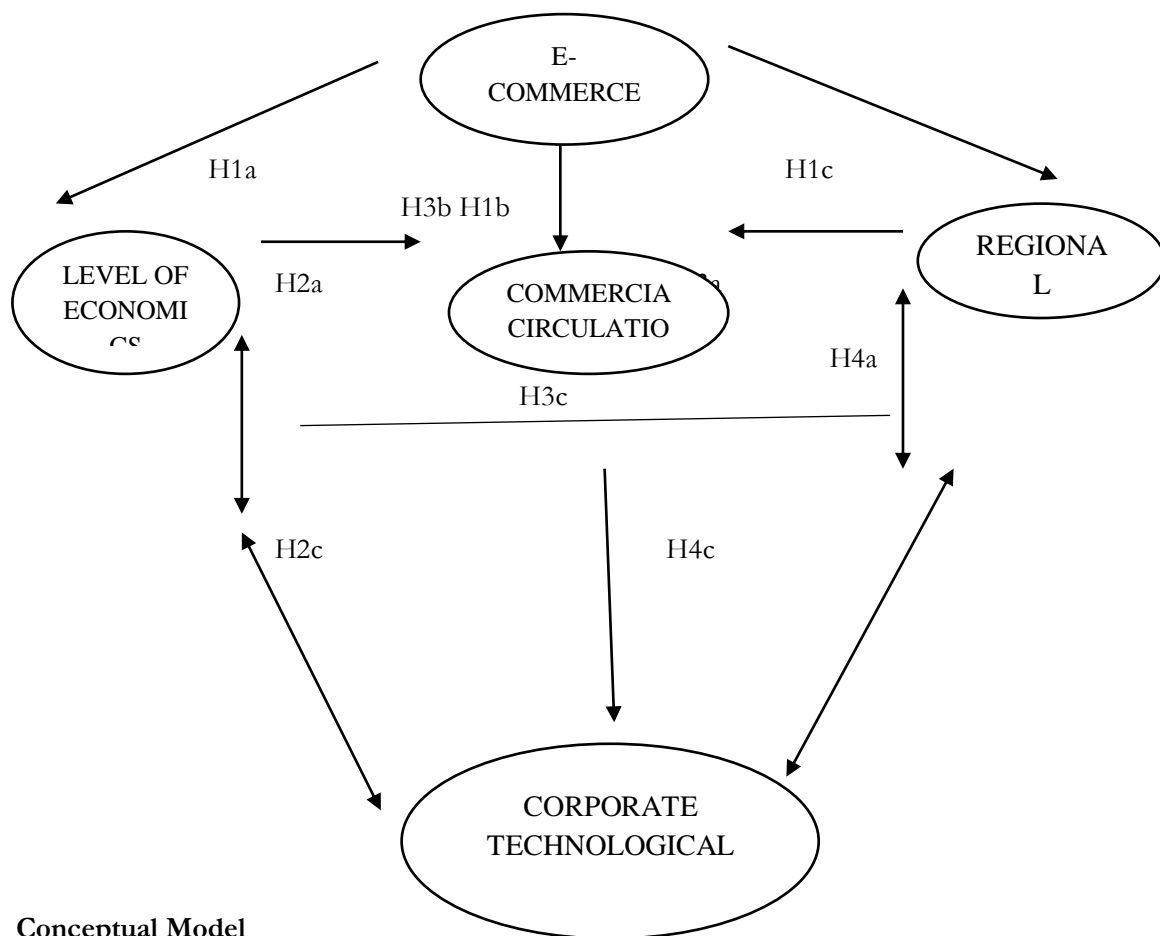 E-
COMMERCE
H1a
H1c
H3b H1b
LEVEL OF
ECONOMI
H2a
COMMERCIA
CIRCULATIO
REGIONA
L
H4a
H3c
H2c
H4c
CORPORATE
TECHNOLOGICAL
Conceptual Model